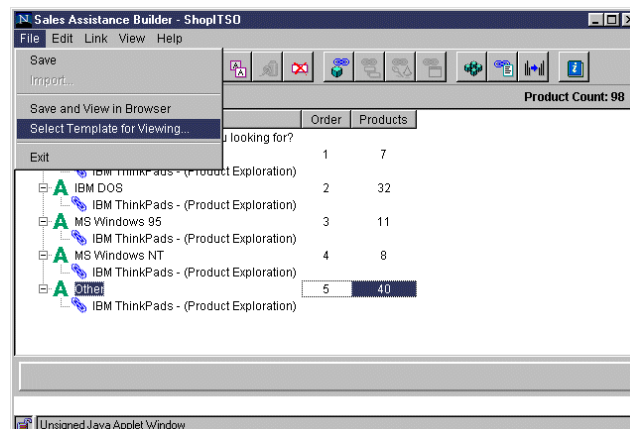 Sales Assistance Builder - ShopITSO
File Edit Link View Help
Save
Import...
Save and View in Browser
Select Template for Viewing...
Exit
Product Count: 98
Order Products
u looking for?
1 7
IBM ThinkPads - (Product Exploration)
A IBM DOS 2 32
IBM ThinkPads - (Product Exploration)
A MS Windows 95 3 11
IBM ThinkPads - (Product Exploration)
A MS Windows NT 4 8
IBM ThinkPads - (Product Exploration)
A Other 5 40
IBM ThinkPads - (Product Exploration)
Unsigned Java Applet Window